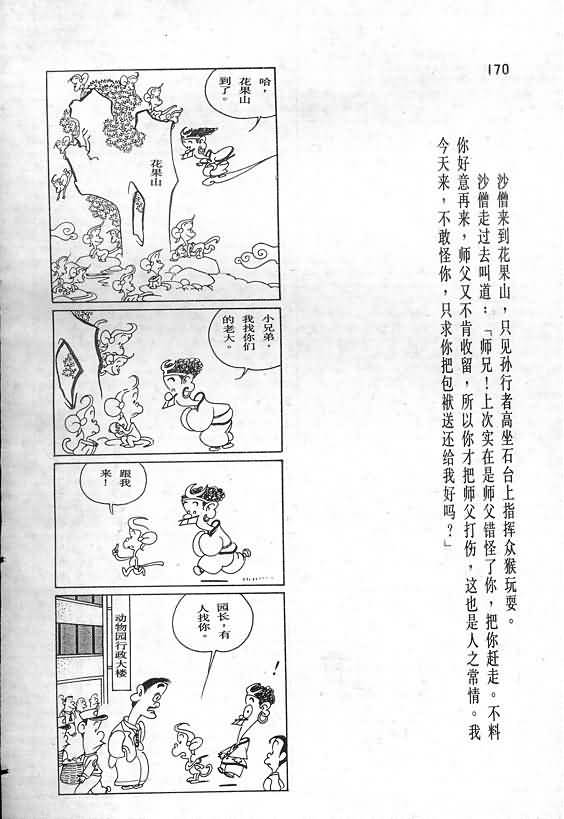 170
沙僧来到花果山，只见孙行者高坐石台上指挥众猴玩耍。
沙僧走过去叫道：「师兄！上次实在是师父错怪了你，把你赶走。不料
你好意再来，师父又不肯收留，所以你才把师父打伤，这也是人之常情。我
今天来，不敢怪你，只求你把包袱送还给我好吗？」
哈，
花果山
到了。
花果山
小兄弟，
我找你们
的老大。
跟我
来！
园长，有
人找你。
！
动物园行政大楼